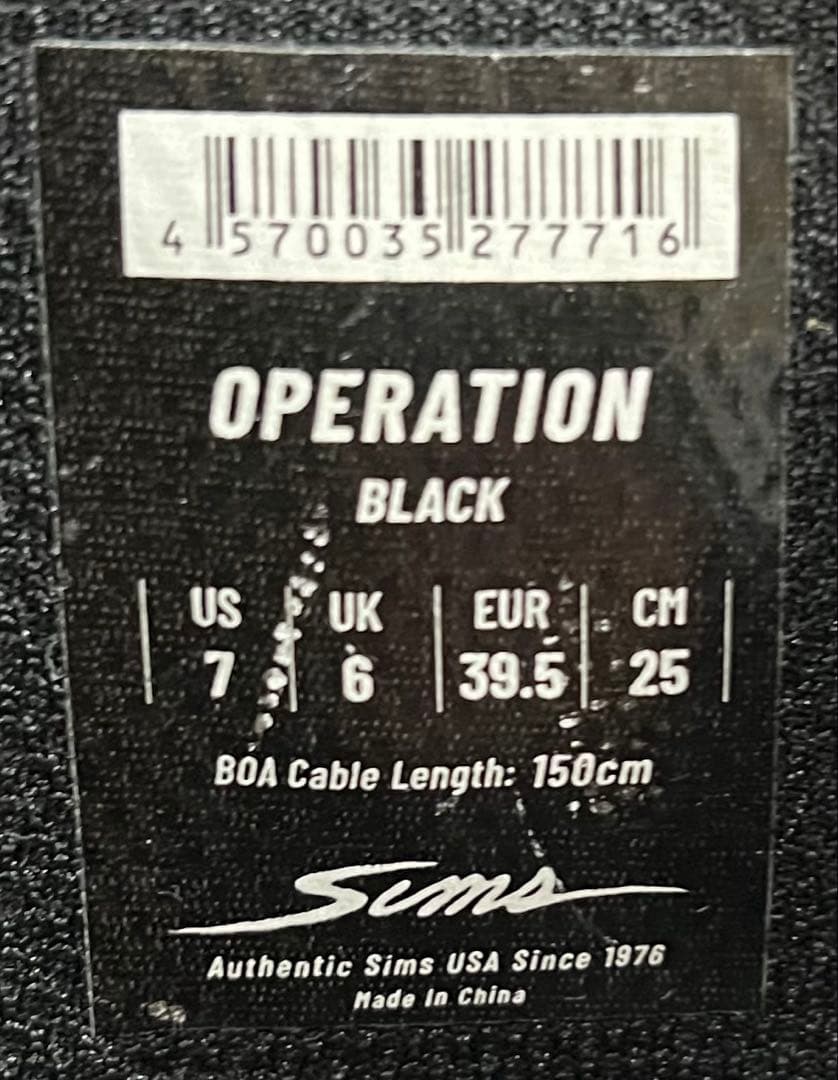 4 570035 277716
OPERATION
BLACK
US UK EUR CM
7 6 39.5 25
BOA Cable Length: 150cm
Sims
Authentic Sims USA Since 1976
Made In China